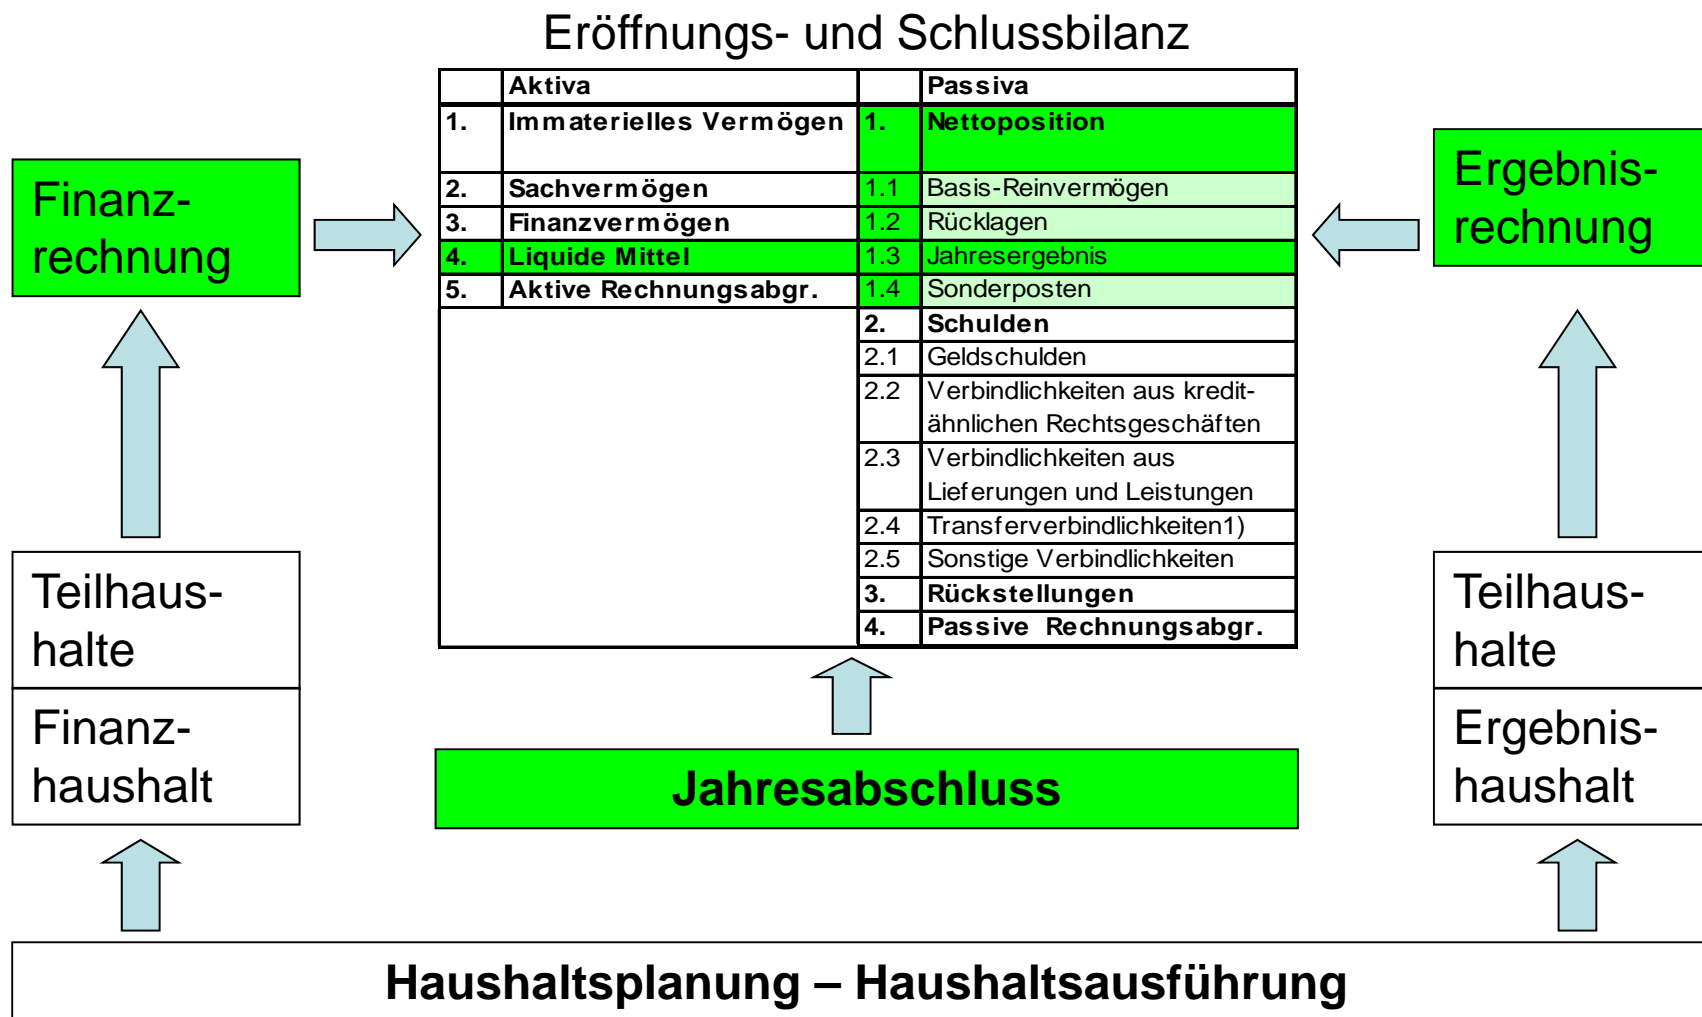 Eröffnungs- und Schlussbilanz
Aktiva Passiva
1. Immaterielles Vermögen 1. Nettoposition
1.1 Basis-Reinvermögen
2. Sachvermögen
3. Finanzvermögen 1.2 Rücklagen
4. Liquide Mittel 1.3 Jahresergebnis
5. Aktive Rechnungsabgr. 1.4 Sonderposten
2. Schulden
2.1 Geldschulden
2.2 Verbindlichkeiten aus kredit-
ähnlichen Rechtsgeschäften
2.3 Verbindlichkeiten aus
Lieferungen und Leistungen
2.4 Transferverbindlichkeiten1)
2.5 Sonstige Verbindlichkeiten
3. Rückstellungen
4. Passive Rechnungsabgr.
Finanz-
rechnung
Ergebnis-
rechnung
Teilhaus-
halte
Finanz-
haushalt
Teilhaus-
halte
Ergebnis-
haushalt
Jahresabschluss
Haushaltsplanung – Haushaltsausführung